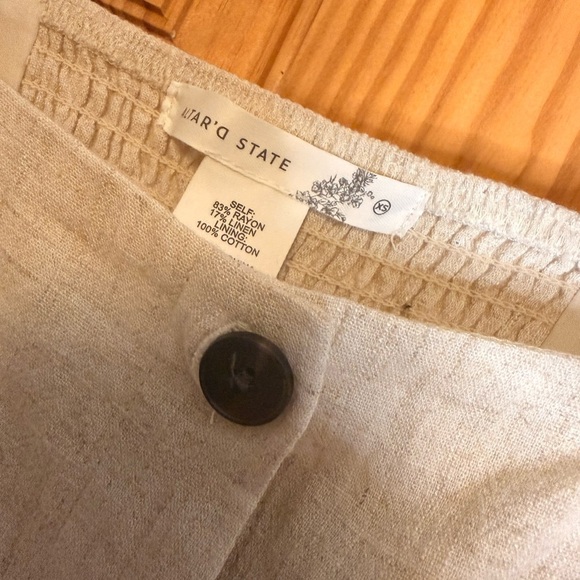 ALTAR'D STATE
XS
SELF:
83% RAYON
17% LINEN
LINING:
100% COTTON